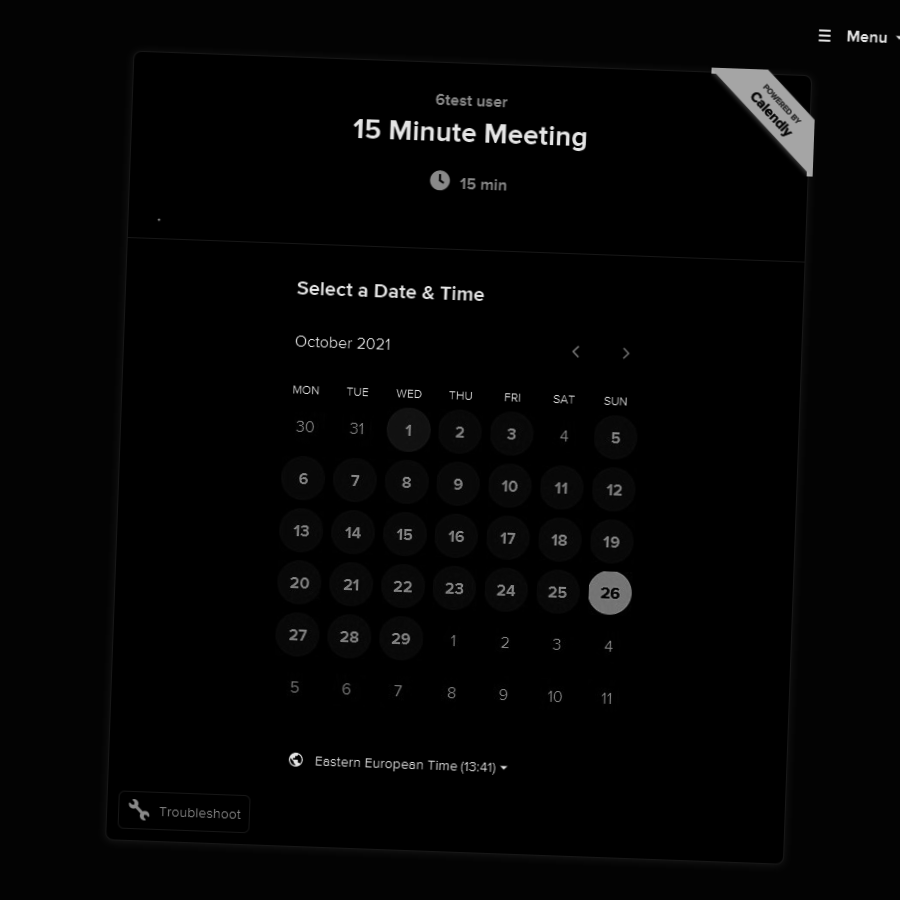 ☰ Menu
POWERED BY
Calendly
6test user
15 Minute Meeting
15 min
Select a Date & Time
October 2021
MON TUE WED THU FRI SAT SUN
30 31 1 2 3 4 5
6 7 8 9 10 11 12
13 14 15 16 17 18 19
20 21 22 23 24 25 26
27 28 29 1 2 3 4
5 6 7 8 9 10 11
Eastern European Time (13:41)
Troubleshoot